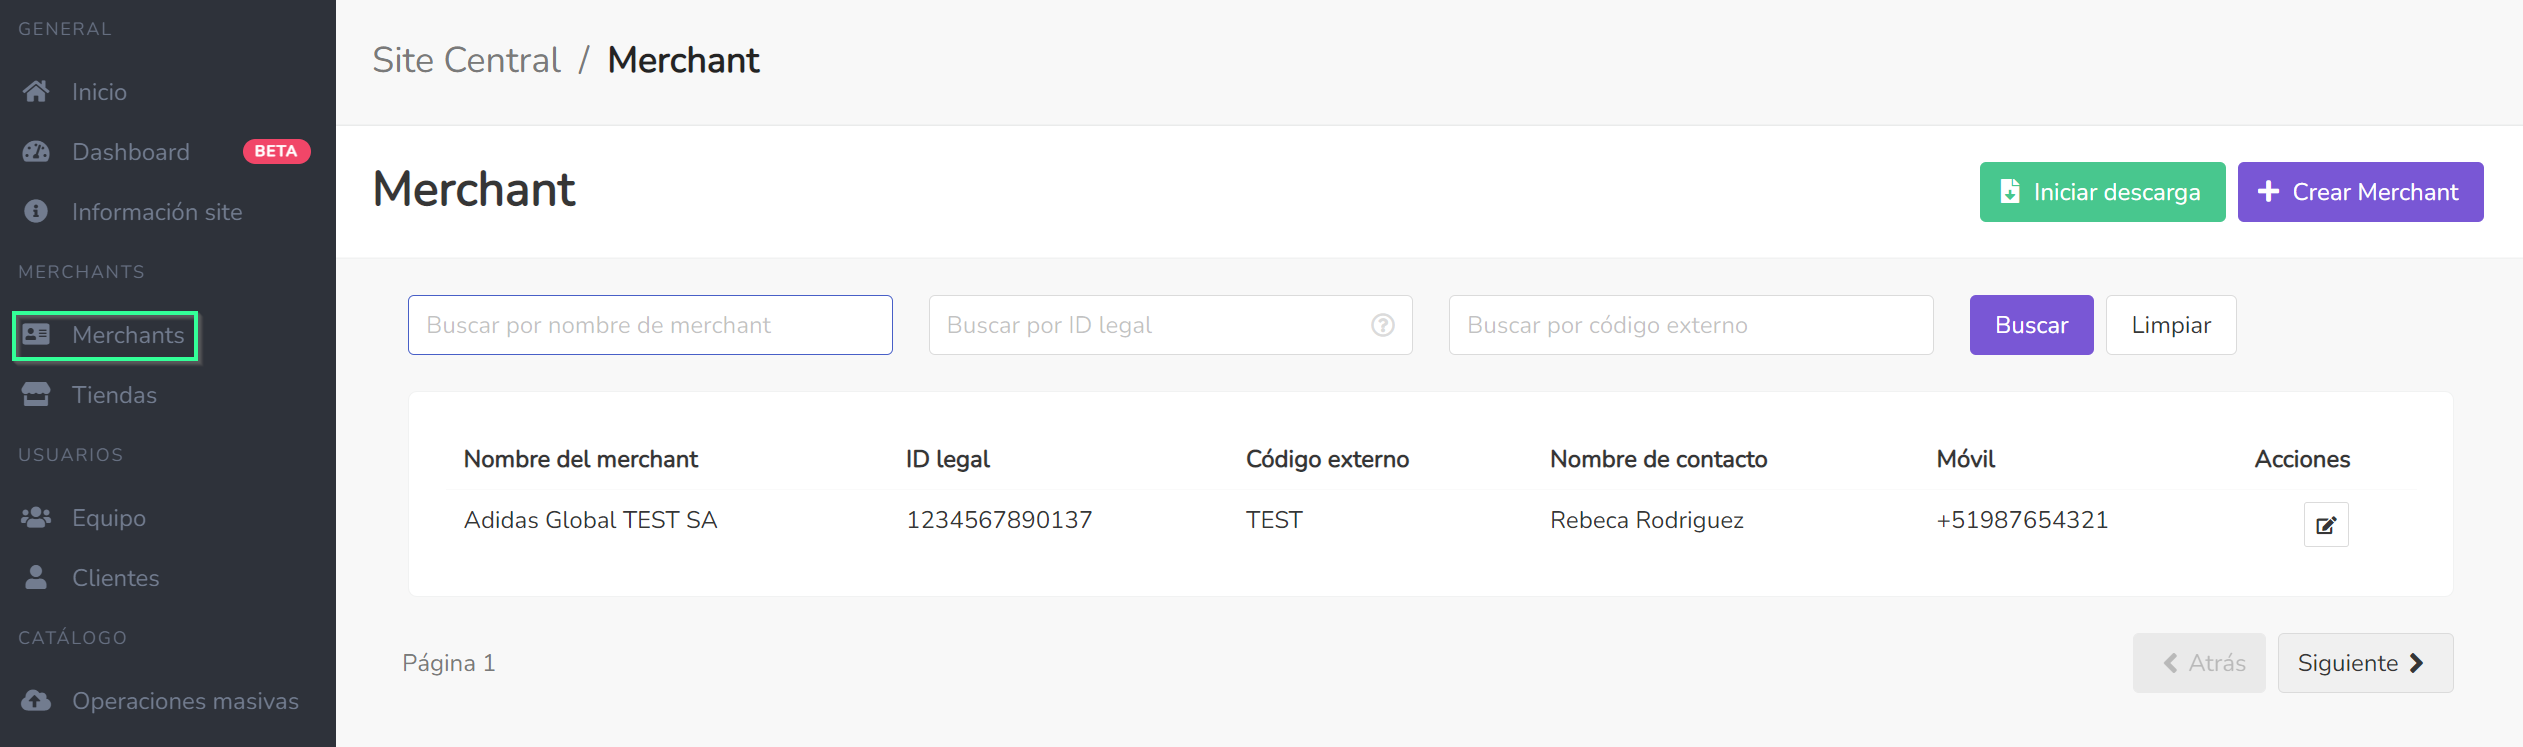 GENERAL
Inicio
Dashboard BETA
Información site
MERCHANTS
Merchants
Tiendas
USUARIOS
Equipo
Clientes
CATÁLOGO
Operaciones masivas
Site Central / Merchant
Merchant
Iniciar descarga
Crear Merchant
Buscar por nombre de merchant
Buscar por ID legal
Buscar por código externo
Buscar
Limpiar
Nombre del merchant ID legal Código externo Nombre de contacto Móvil Acciones
Adidas Global TEST SA 1234567890137 TEST Rebeca Rodriguez +51987654321
Página 1
Atrás
Siguiente